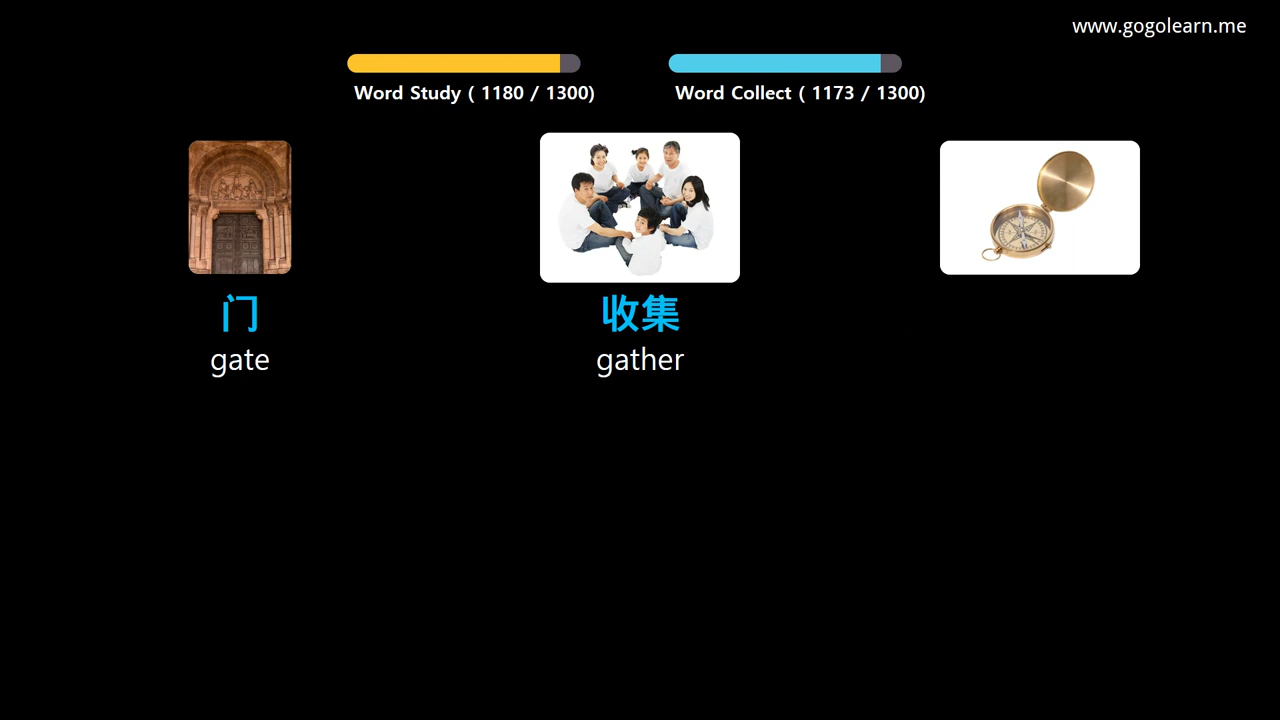 www.gogolearn.me
Word Study ( 1180 / 1300)
Word Collect ( 1173 / 1300)
门
gate
收集
gather